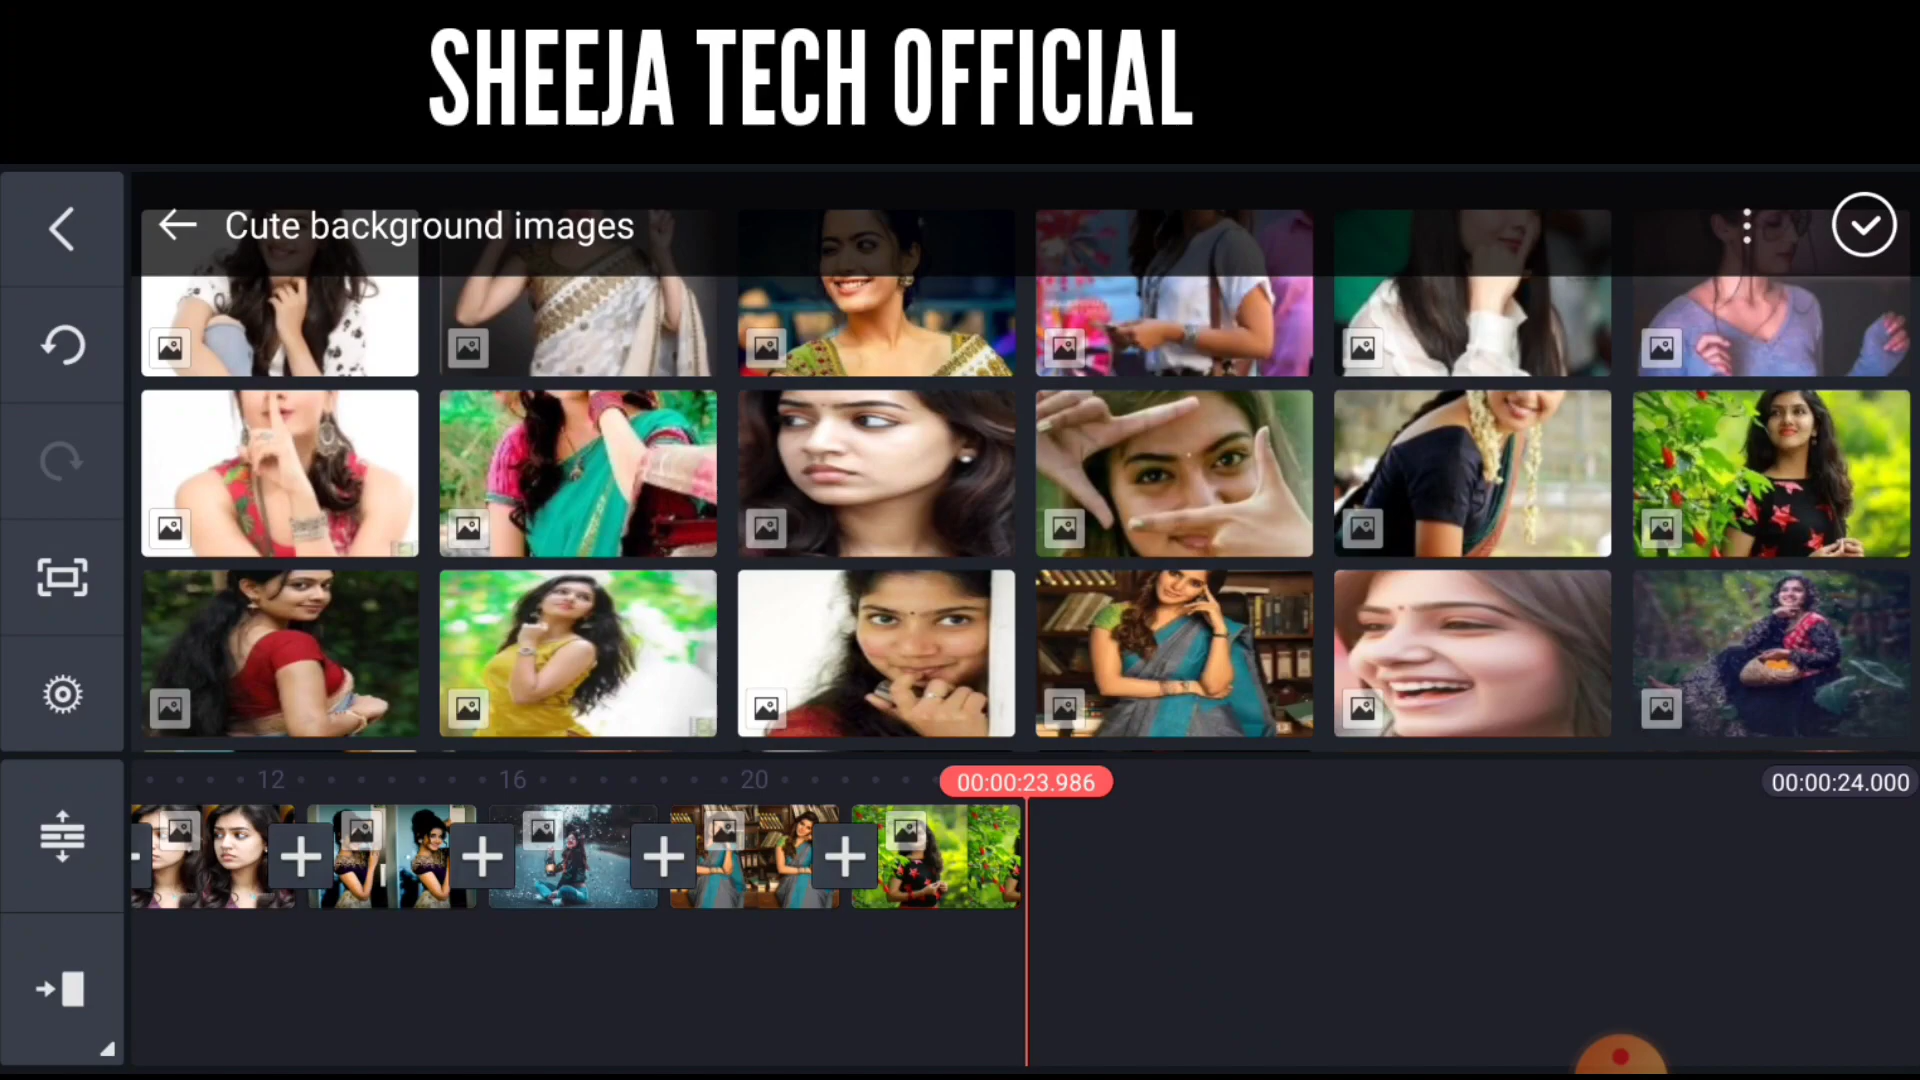 SHEEJA TECH OFFICIAL
Cute background images
12 16 20 00:00:23.986 00:00:24.000